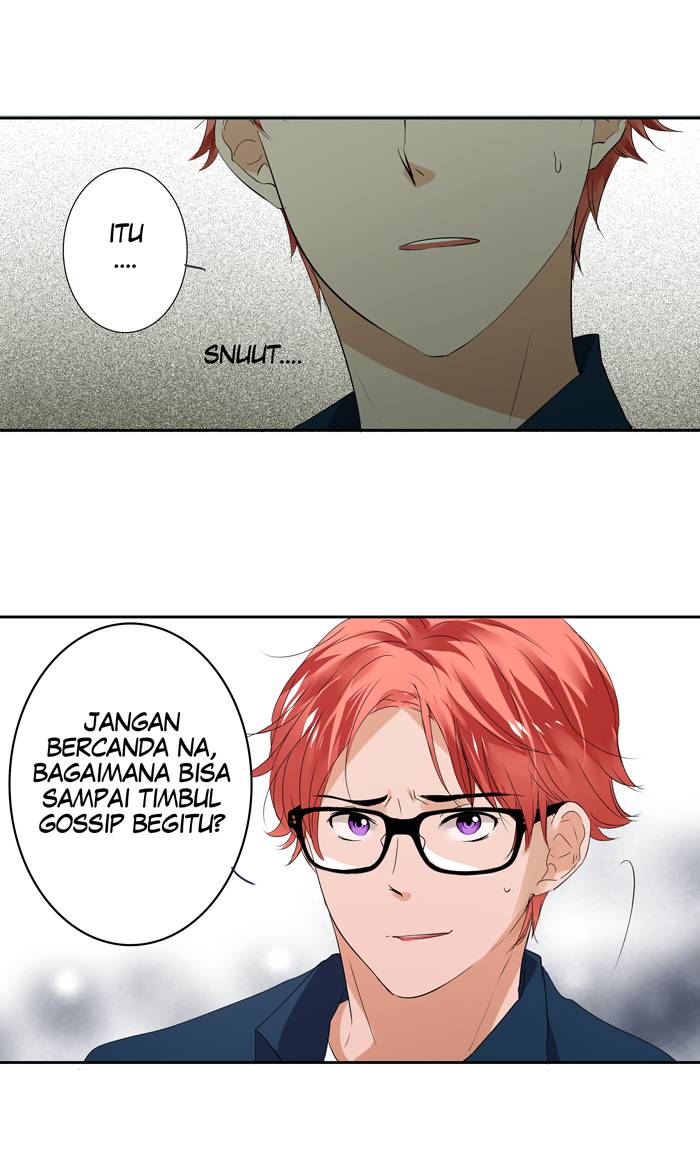 ITU
....
SNUUT....
JANGAN
BERCANDA NA,
BAGAIMANA BISA
SAMPAI TIMBUL
GOSSIP BEGITU?